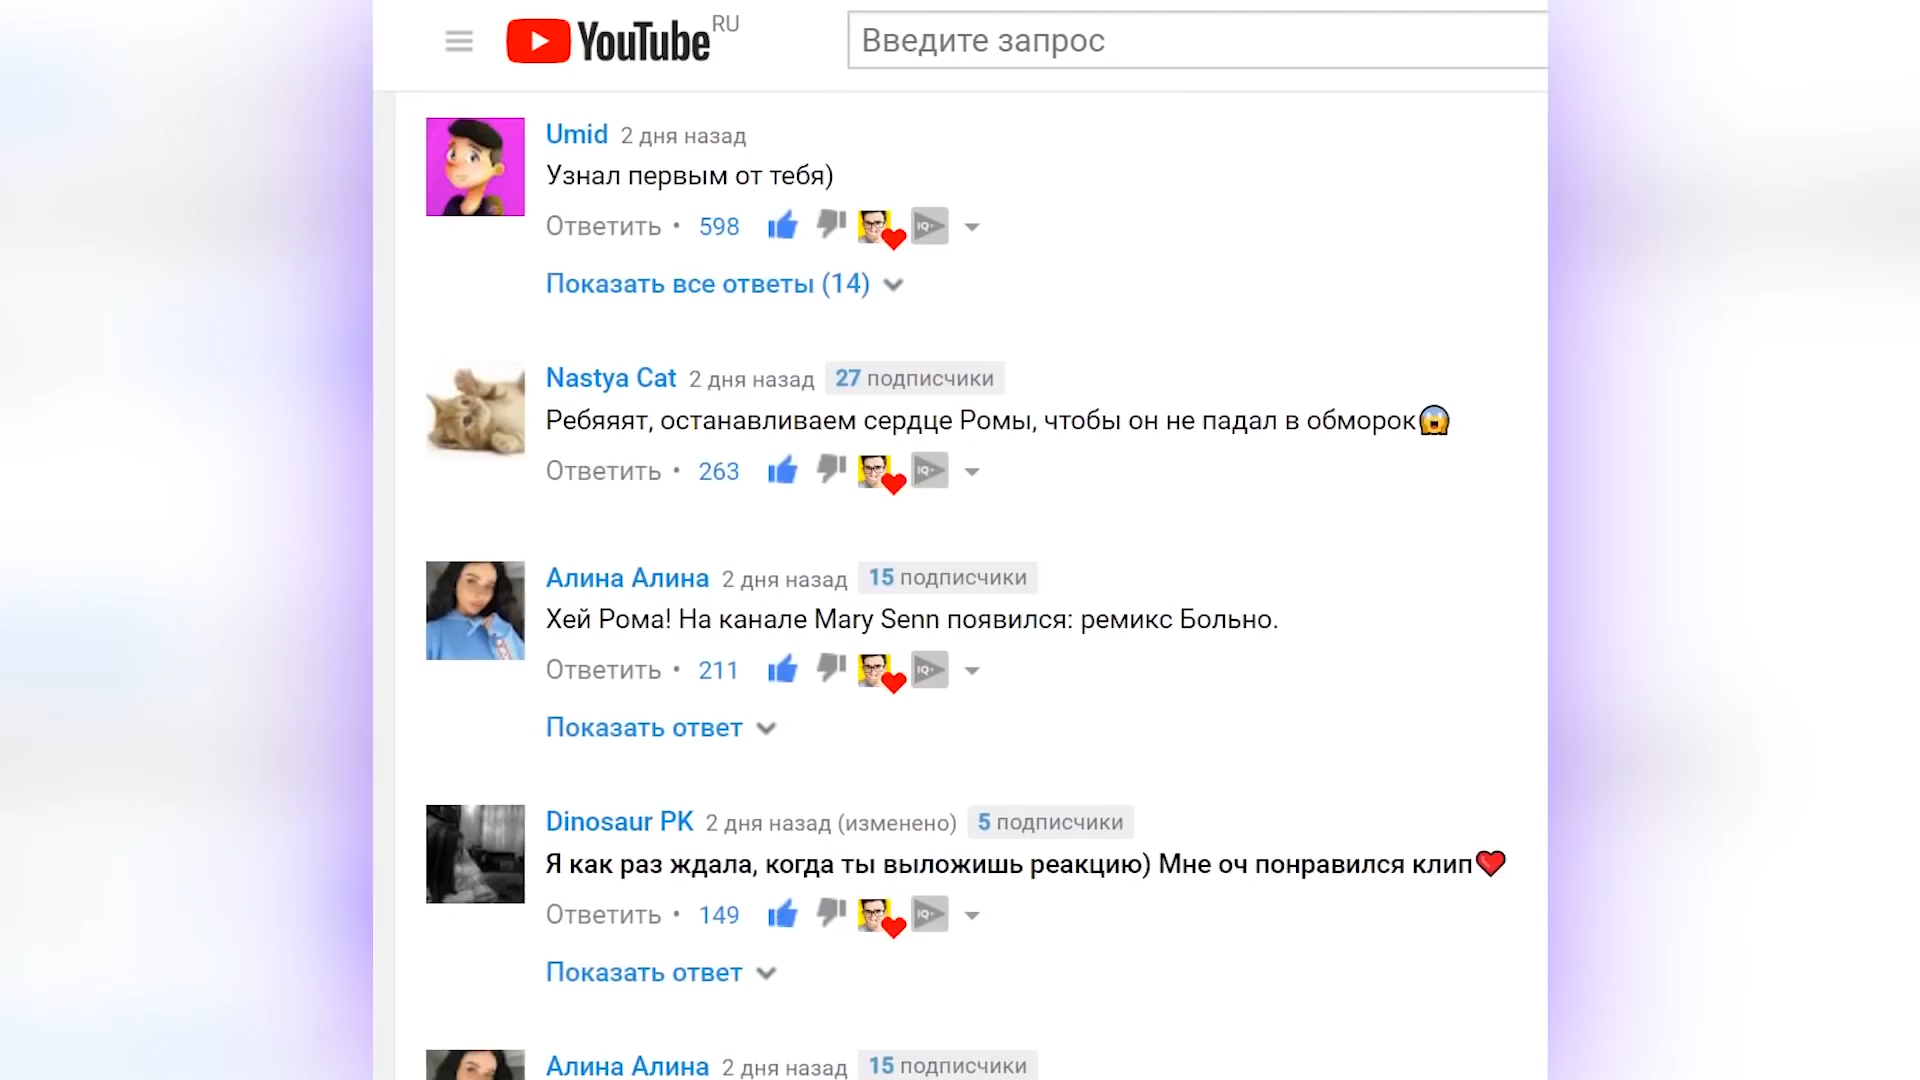 YouTube RU
Введите запрос
Umid 2 дня назад
Узнал первым от тебя)
Ответить • 598
IQ+
Показать все ответы (14)
Nastya Cat 2 дня назад 27 подписчики
Ребяяят, останавливаем сердце Ромы, чтобы он не падал в обморок😱
Ответить • 263
IQ+
Алина Алина 2 дня назад 15 подписчики
Хей Рома! На канале Mary Senn появился: ремикс Больно.
Ответить • 211
IQ+
Показать ответ
Dinosaur PK 2 дня назад (изменено) 5 подписчики
Я как раз ждала, когда ты выложишь реакцию) Мне оч понравился клип❤
Ответить • 149
IQ+
Показать ответ
Алина Алина 2 дня назад 15 подписчики